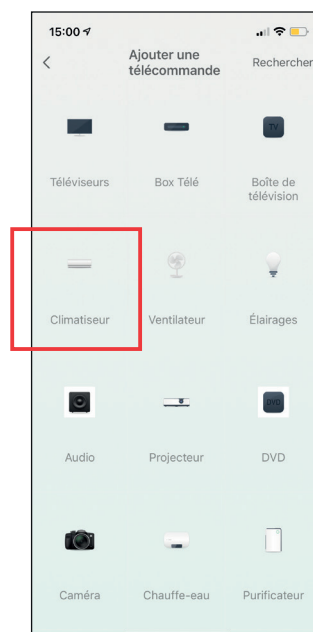 15:00
Ajouter une
télécommande
Rechercher
TV
Téléviseurs
Box Télé
Boîte de
télévision
Climatiseur
Ventilateur
Élairages
DVD
Audio
Projecteur
DVD
Caméra
Chauffe-eau
Purificateur